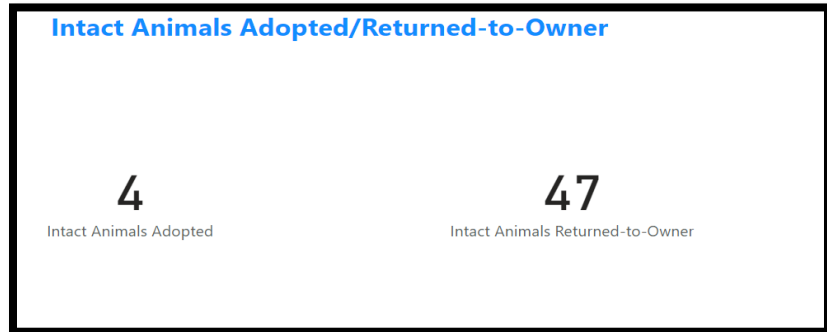 Intact Animals Adopted/Returned-to-Owner
4
47
Intact Animals Adopted
Intact Animals Returned-to-Owner